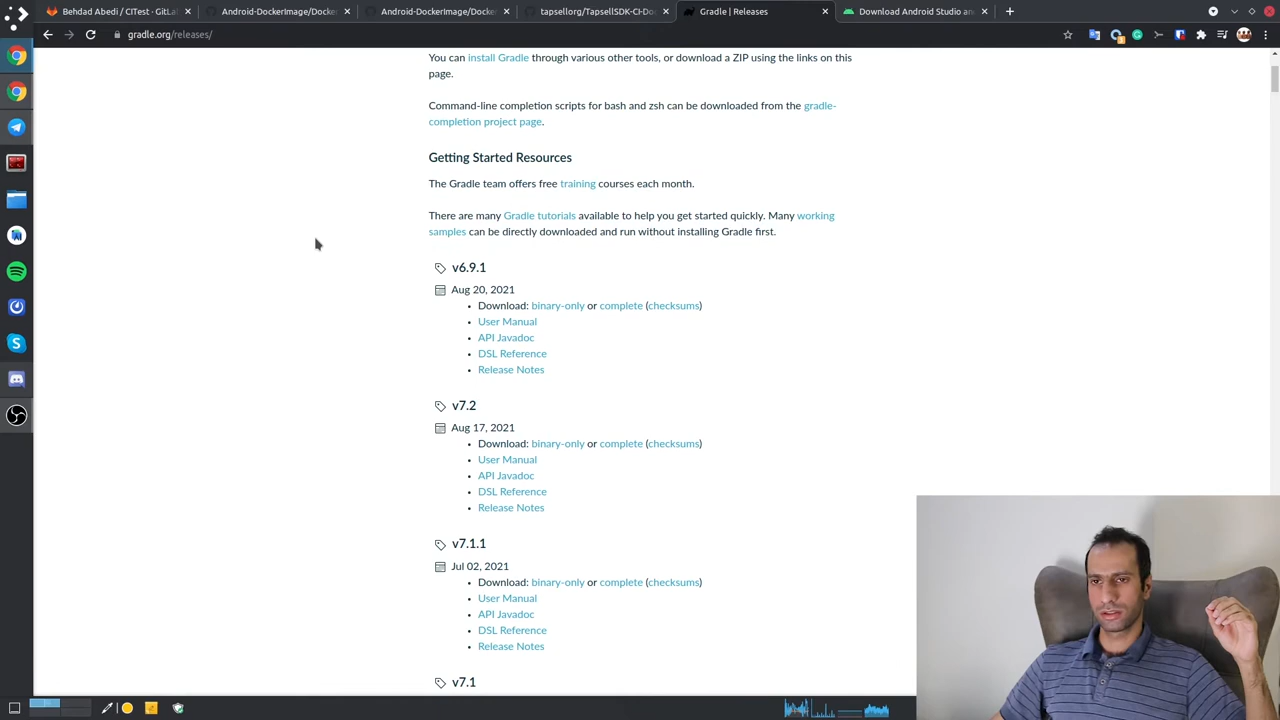 Behdad Abedi / CITest · GitLab
Android-DockerImage/Docke
Android-DockerImage/Docke
tapsellorg/TapsellSDK-CI-Do
Gradle | Releases
Download Android Studio and
gradle.org/releases/
You can install Gradle through various other tools, or download a ZIP using the links on this
page.
Command-line completion scripts for bash and zsh can be downloaded from the gradle-
completion project page.
Getting Started Resources
The Gradle team offers free training courses each month.
There are many Gradle tutorials available to help you get started quickly. Many working
samples can be directly downloaded and run without installing Gradle first.
v6.9.1
Aug 20, 2021
• Download: binary-only or complete (checksums)
• User Manual
• API Javadoc
• DSL Reference
• Release Notes
v7.2
Aug 17, 2021
• Download: binary-only or complete (checksums)
• User Manual
• API Javadoc
• DSL Reference
• Release Notes
v7.1.1
Jul 02, 2021
• Download: binary-only or complete (checksums)
• User Manual
• API Javadoc
• DSL Reference
• Release Notes
v7.1